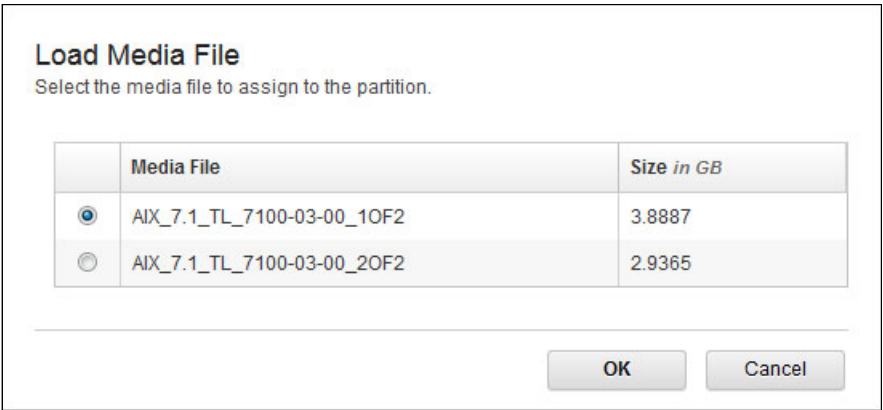 Load Media File
Select the media file to assign to the partition.
Media File Size in GB
AIX_7.1_TL_7100-03-00_1OF2 3.8887
AIX_7.1_TL_7100-03-00_2OF2 2.9365
OK Cancel